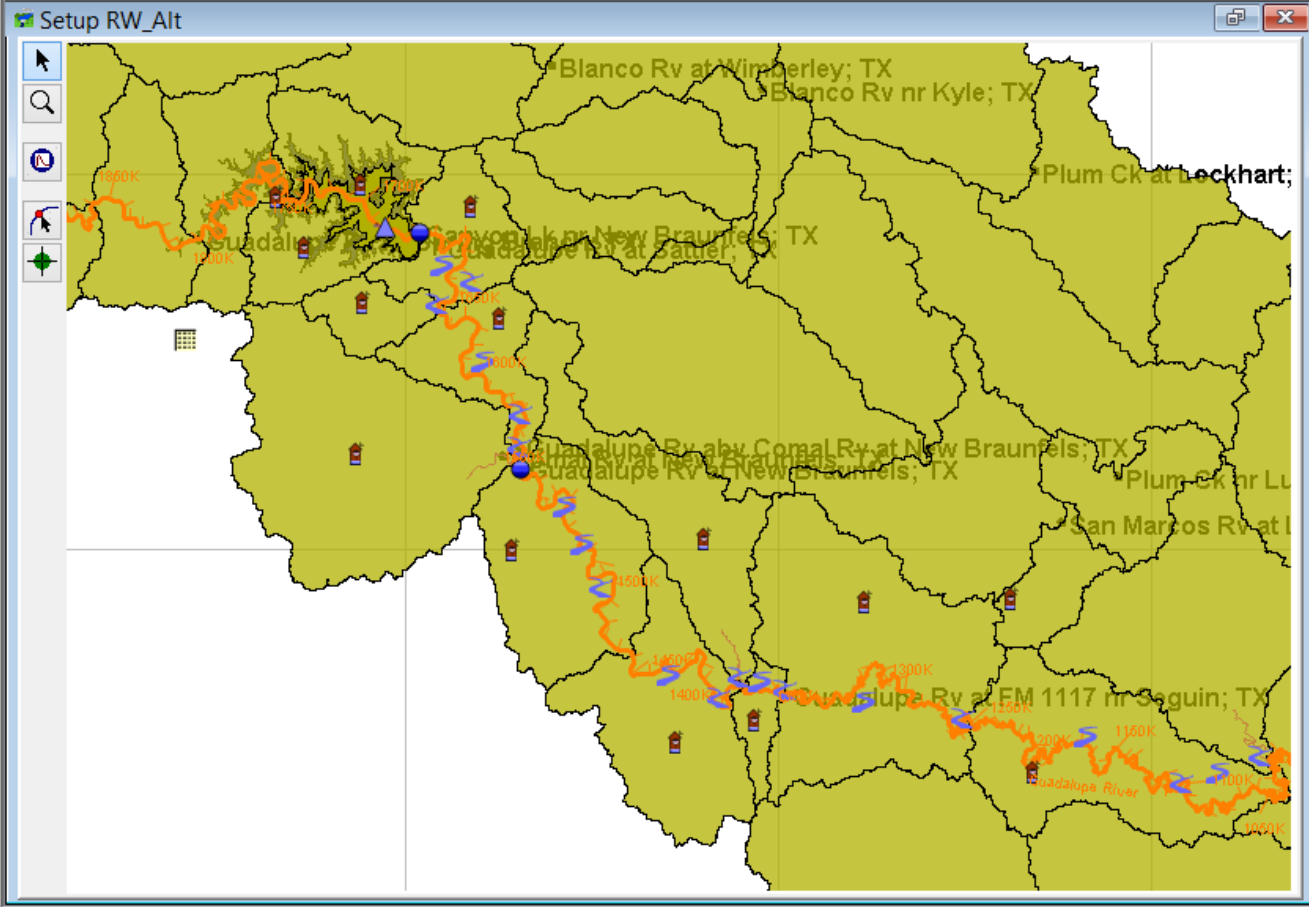 Setup RW_Alt
Blanco Rv at Wimberley; TX
Blanco Rv nr Kyle; TX
Plum Ck at Lockhart;
1850K
1800K
Canyon Lk nr New Braunfels; TX
Guadalupe Rv at Sattler; TX
1650K
1600K
Guadalupe Rv abv Comal Rv at New Braunfels; TX
Guadalupe Rv at New Braunfels; TX
Plum Ck nr Lu
San Marcos Rv at L
1500K
1450K
1400K
1300K
Guadalupe Rv at FM 1117 nr Seguin; TX
1250K
1200K
1150K
Guadalupe River
1100K
1050K